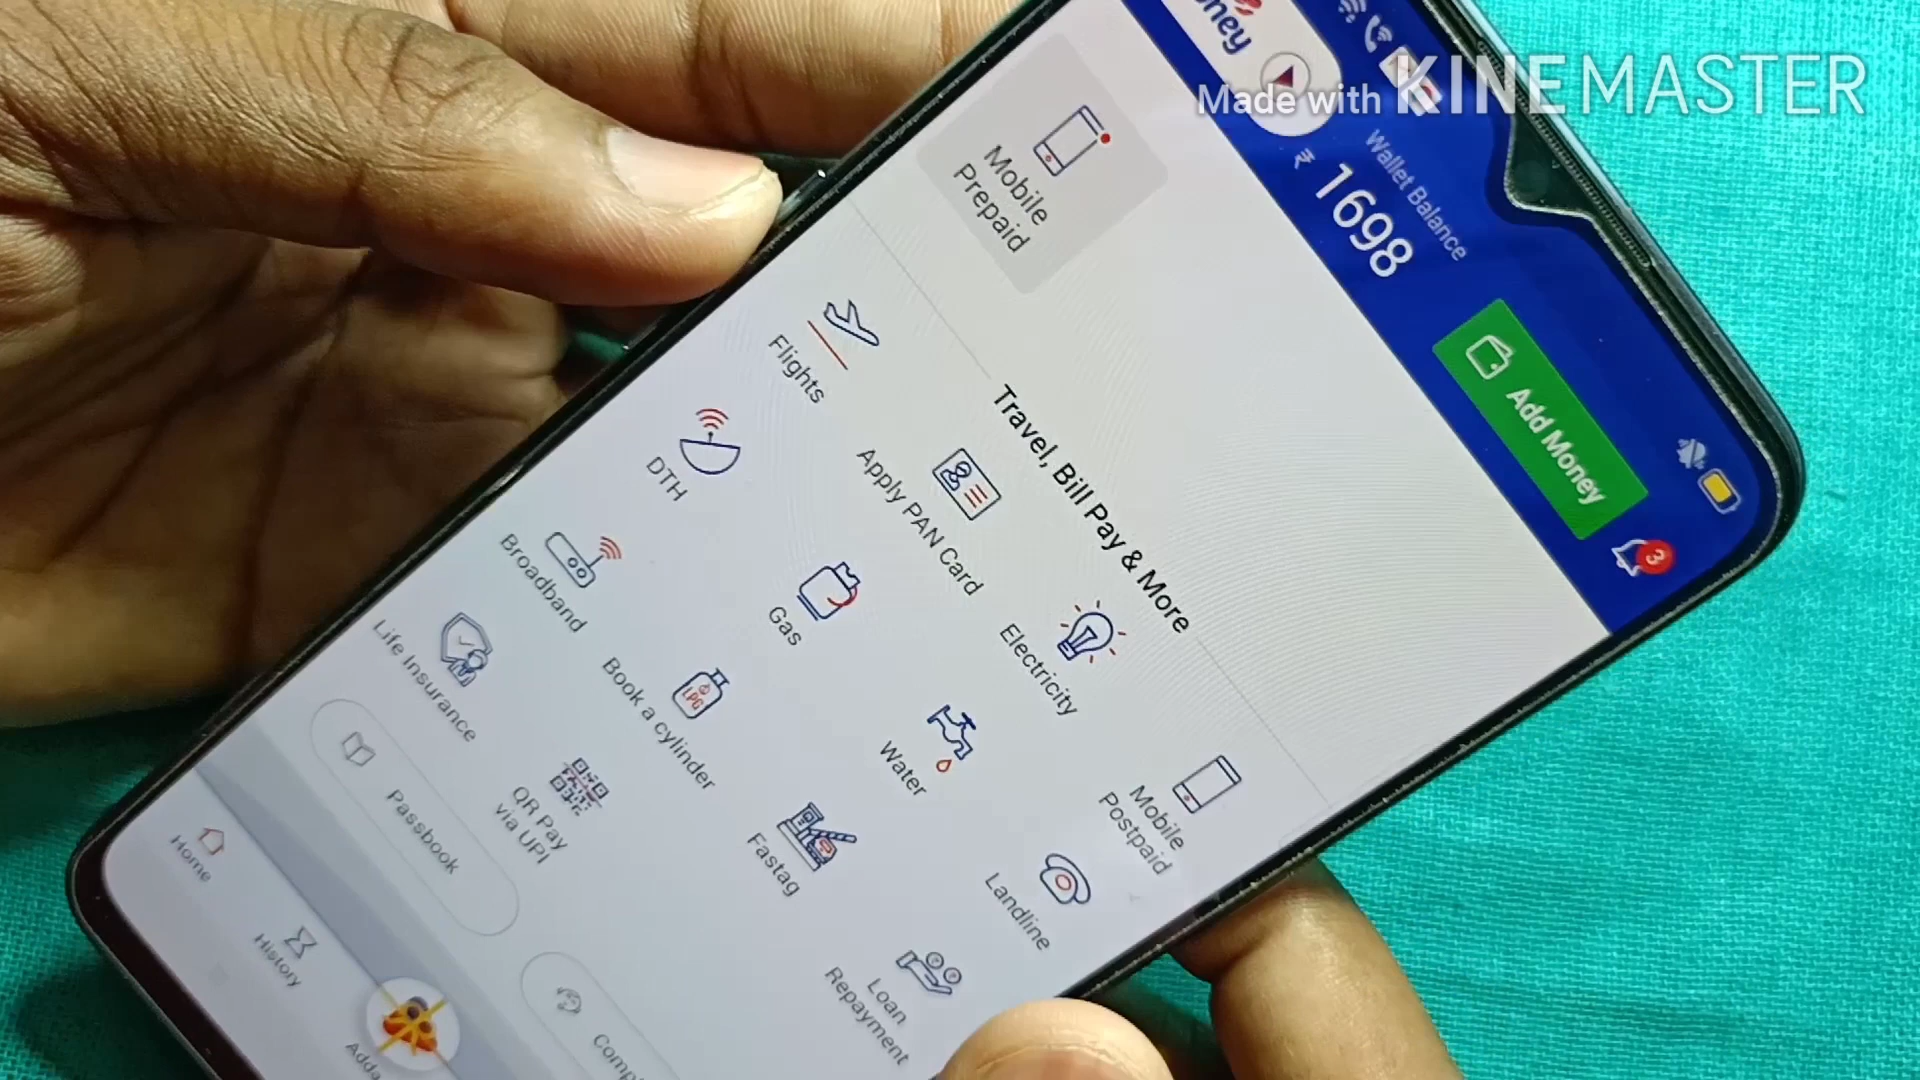 Made with KINEMASTER
Wallet Balance
₹ 1698
Add Money
3
Mobile
Prepaid
Travel, Bill Pay & More
Flights
Apply PAN Card
Electricity
Mobile
Postpaid
DTH
Gas
Water
Landline
Broadband
Book a cylinder
LPG
Fastag
Loan
Repayment
Life Insurance
QR Pay
via UPI
Passbook
Home
History